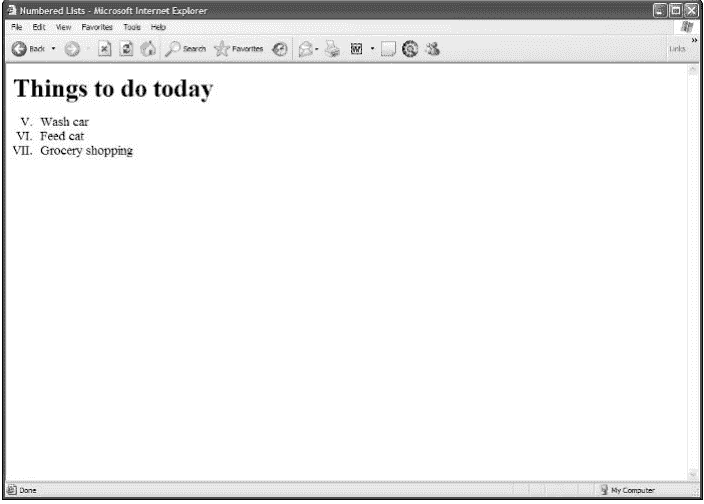 Numbered Lists - Microsoft Internet Explorer
File Edit View Favorites Tools Help
Back Search Favorites W Links »
Things to do today
V. Wash car
VI. Feed cat
VII. Grocery shopping
Done My Computer